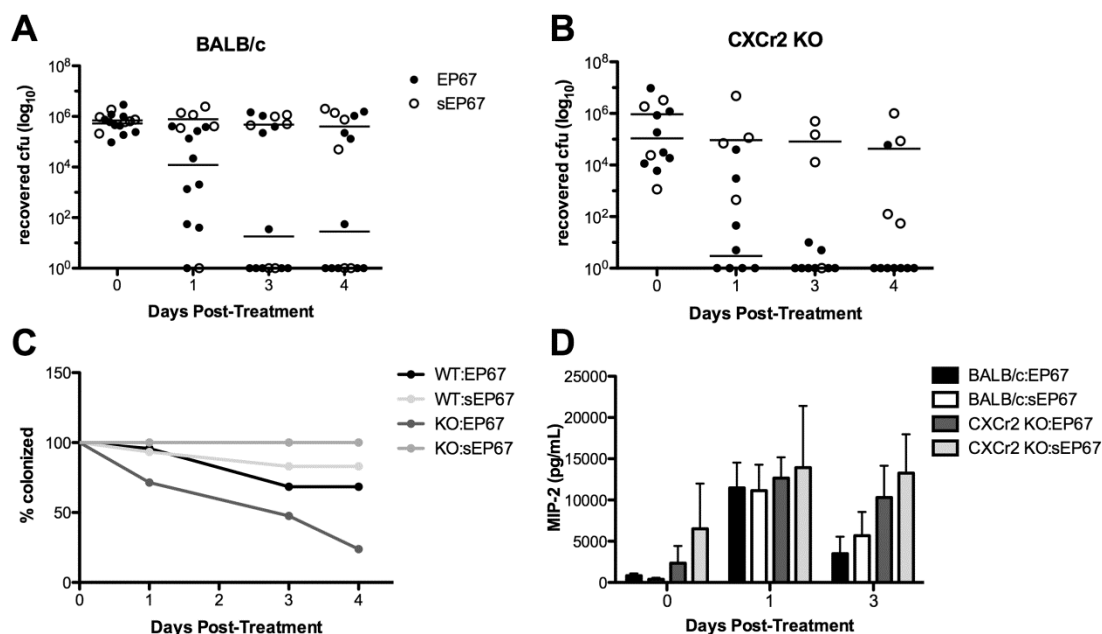 A
BALB/c
recovered cfu (log10)
10^8
10^6
10^4
10^2
10^0
0
1
3
4
Days Post-Treatment
EP67
sEP67
B
CXCr2 KO
recovered cfu (log10)
10^8
10^6
10^4
10^2
10^0
0
1
3
4
Days Post-Treatment
C
% colonized
150
100
50
0
0
1
2
3
4
Days Post-Treatment
WT:EP67
WT:sEP67
KO:EP67
KO:sEP67
D
MIP-2 (pg/mL)
25000
20000
15000
10000
5000
0
0
1
3
Days Post-Treatment
BALB/c:EP67
BALB/c:sEP67
CXCr2 KO:EP67
CXCr2 KO:sEP67